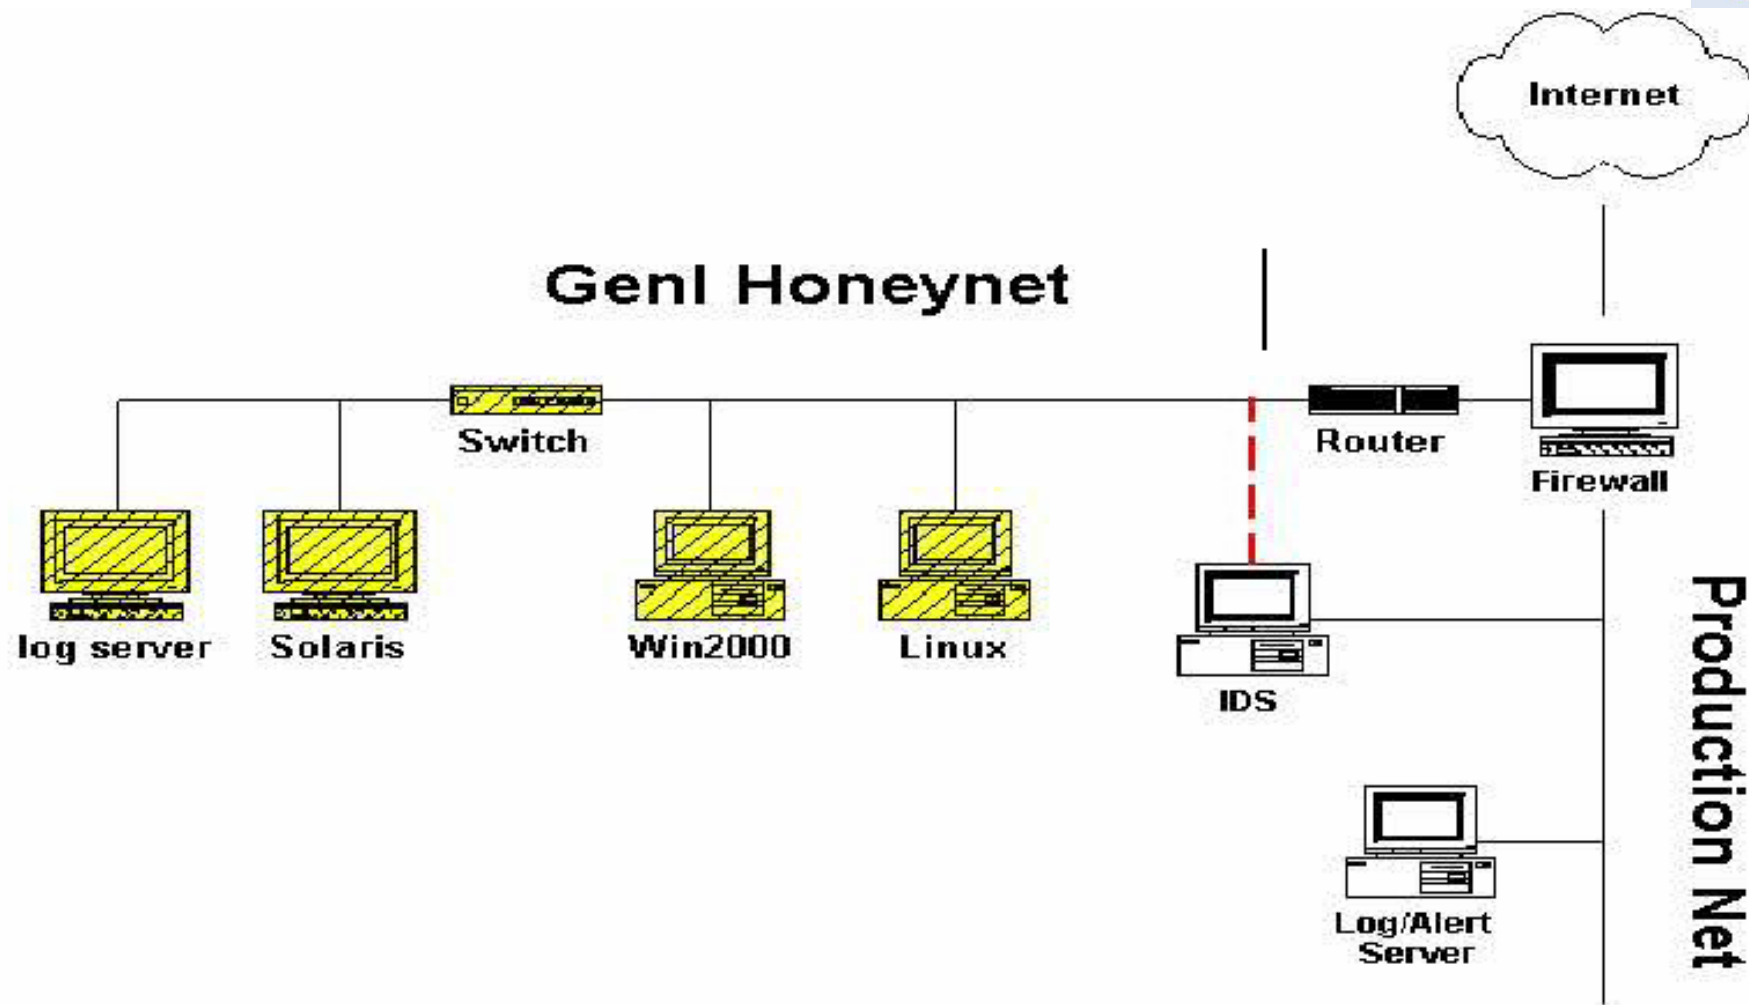 Internet
GenI Honeynet
Switch
Router
Firewall
log server
Solaris
Win2000
Linux
IDS
Log/Alert
Server
Production Net